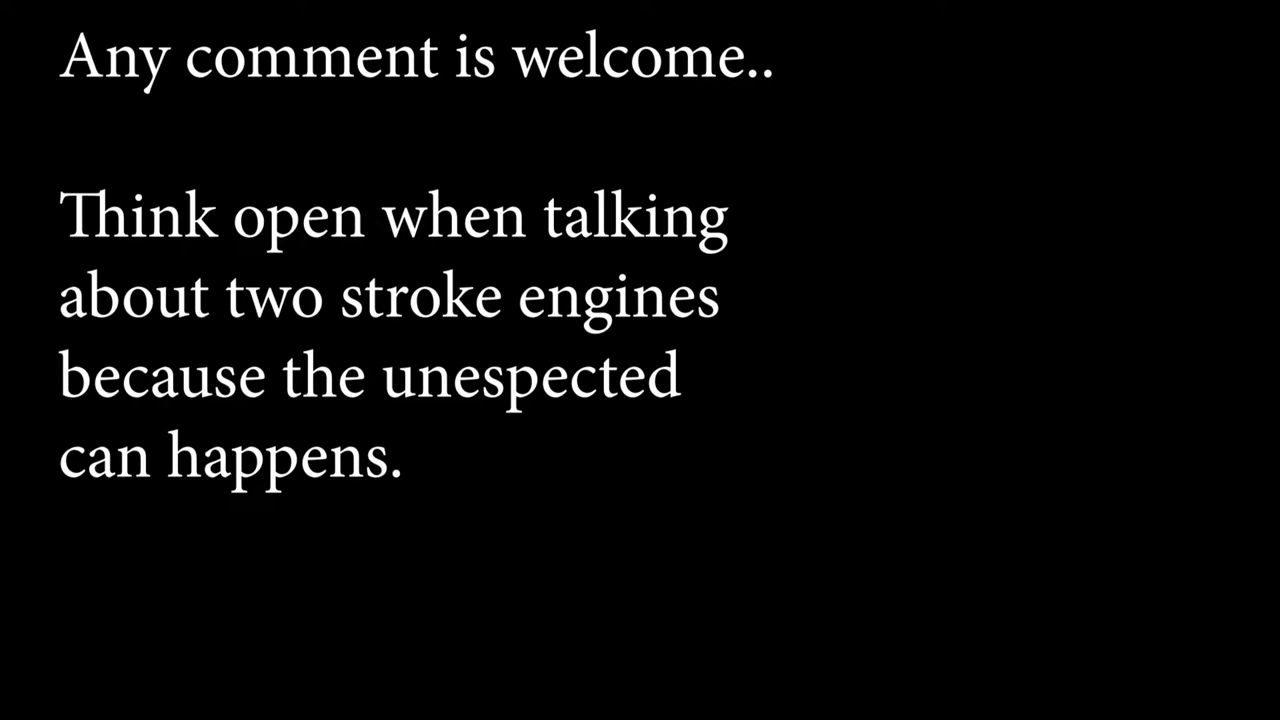 Any comment is welcome..
Think open when talking
about two stroke engines
because the unespected
can happens.